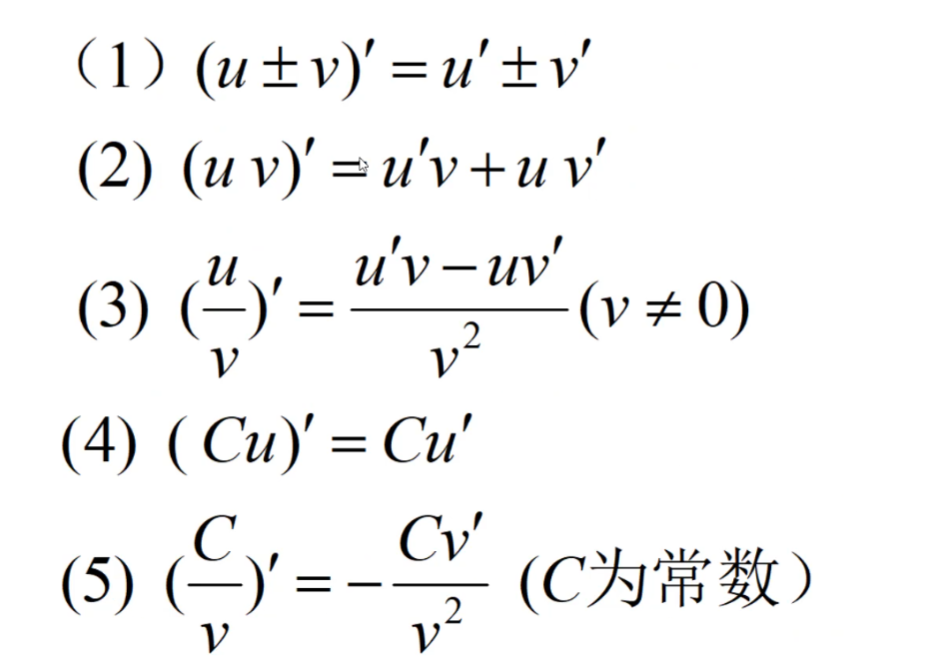 （1）(u ± v)′ = u′ ± v′
(2) (u v)′ = u′v + u v′
(3) (u/v)′ = (u′v − uv′)/v² (v ≠ 0)
(4) ( Cu)′ = Cu′
(5) (C/v)′ = −Cv′/v² (C为常数）